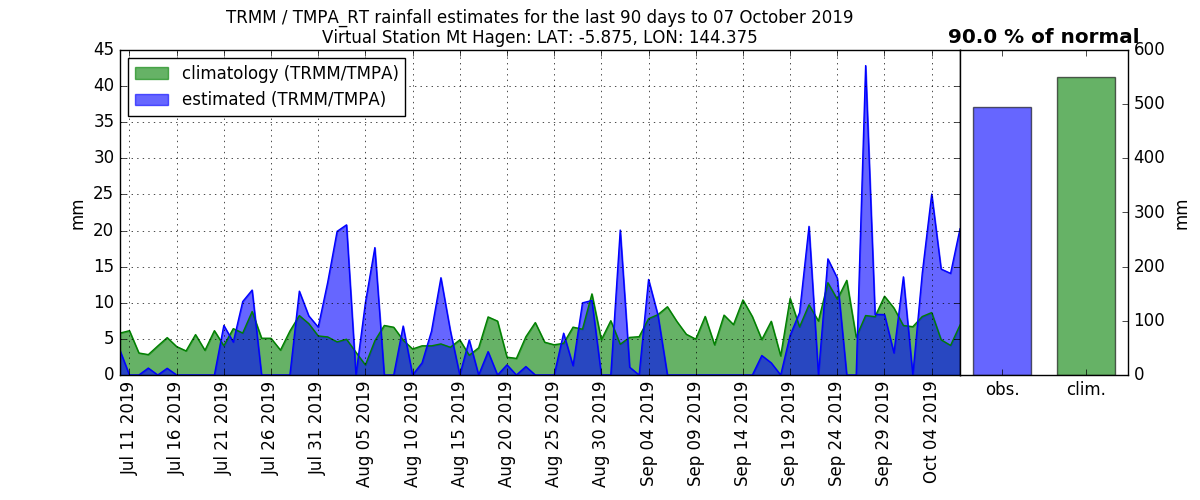 TRMM / TMPA_RT rainfall estimates for the last 90 days to 07 October 2019
Virtual Station Mt Hagen: LAT: -5.875, LON: 144.375
90.0 % of normal
climatology (TRMM/TMPA)
estimated (TRMM/TMPA)
45
40
35
30
25
20
15
10
5
0
mm
Jul 11 2019
Jul 16 2019
Jul 21 2019
Jul 26 2019
Jul 31 2019
Aug 05 2019
Aug 10 2019
Aug 15 2019
Aug 20 2019
Aug 25 2019
Aug 30 2019
Sep 04 2019
Sep 09 2019
Sep 14 2019
Sep 19 2019
Sep 24 2019
Sep 29 2019
Oct 04 2019
obs.
clim.
600
500
400
300
200
100
0
mm